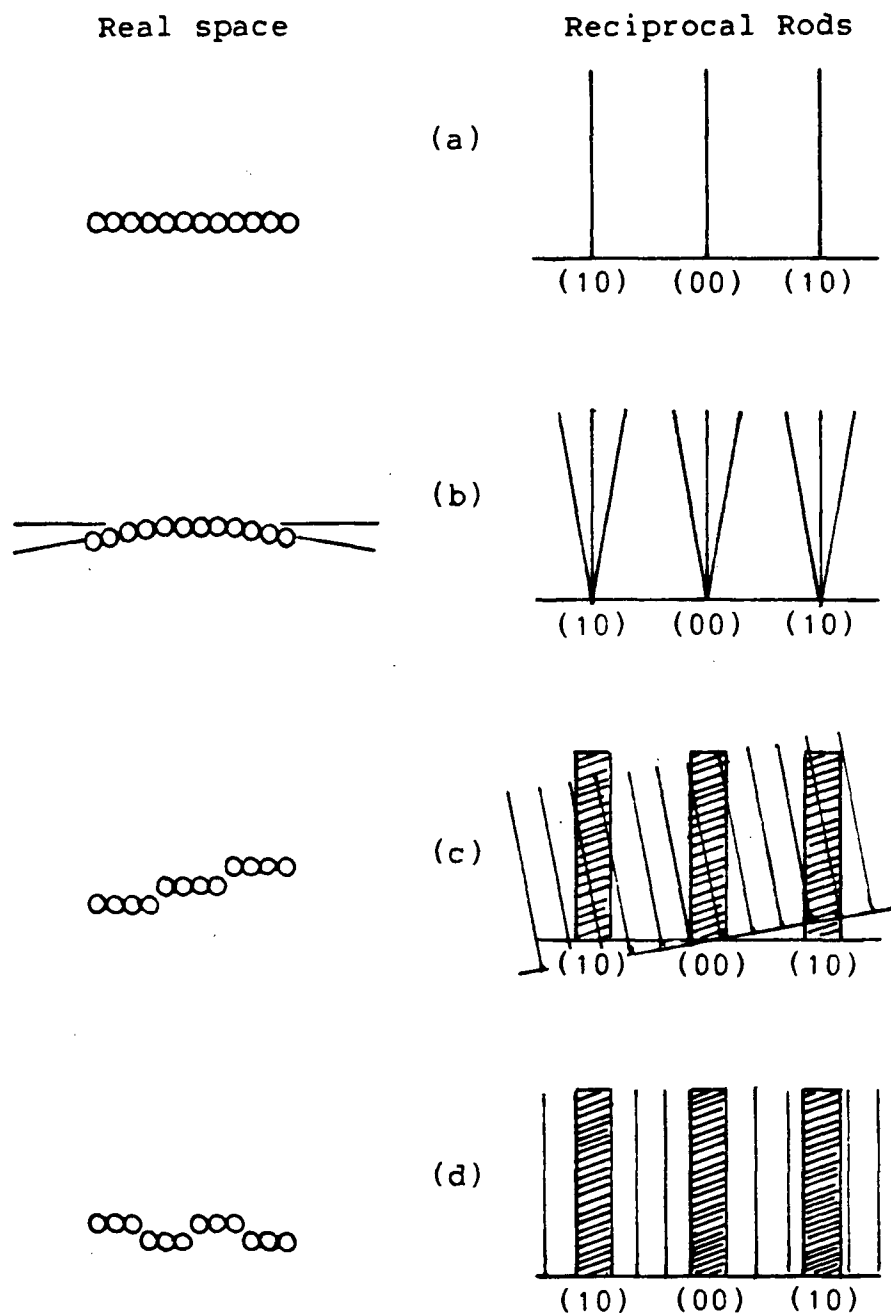 Real space Reciprocal Rods
(a)
(10) (00) (10)
(b)
(10) (00) (10)
(c)
(10) (00) (10)
(d)
(10) (00) (10)